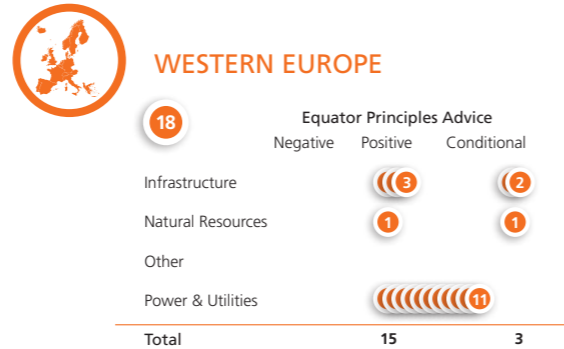 WESTERN EUROPE
18
Equator Principles Advice
Negative Positive Conditional
Infrastructure 3 2
Natural Resources 1 1
Other
Power & Utilities 11
Total 15 3